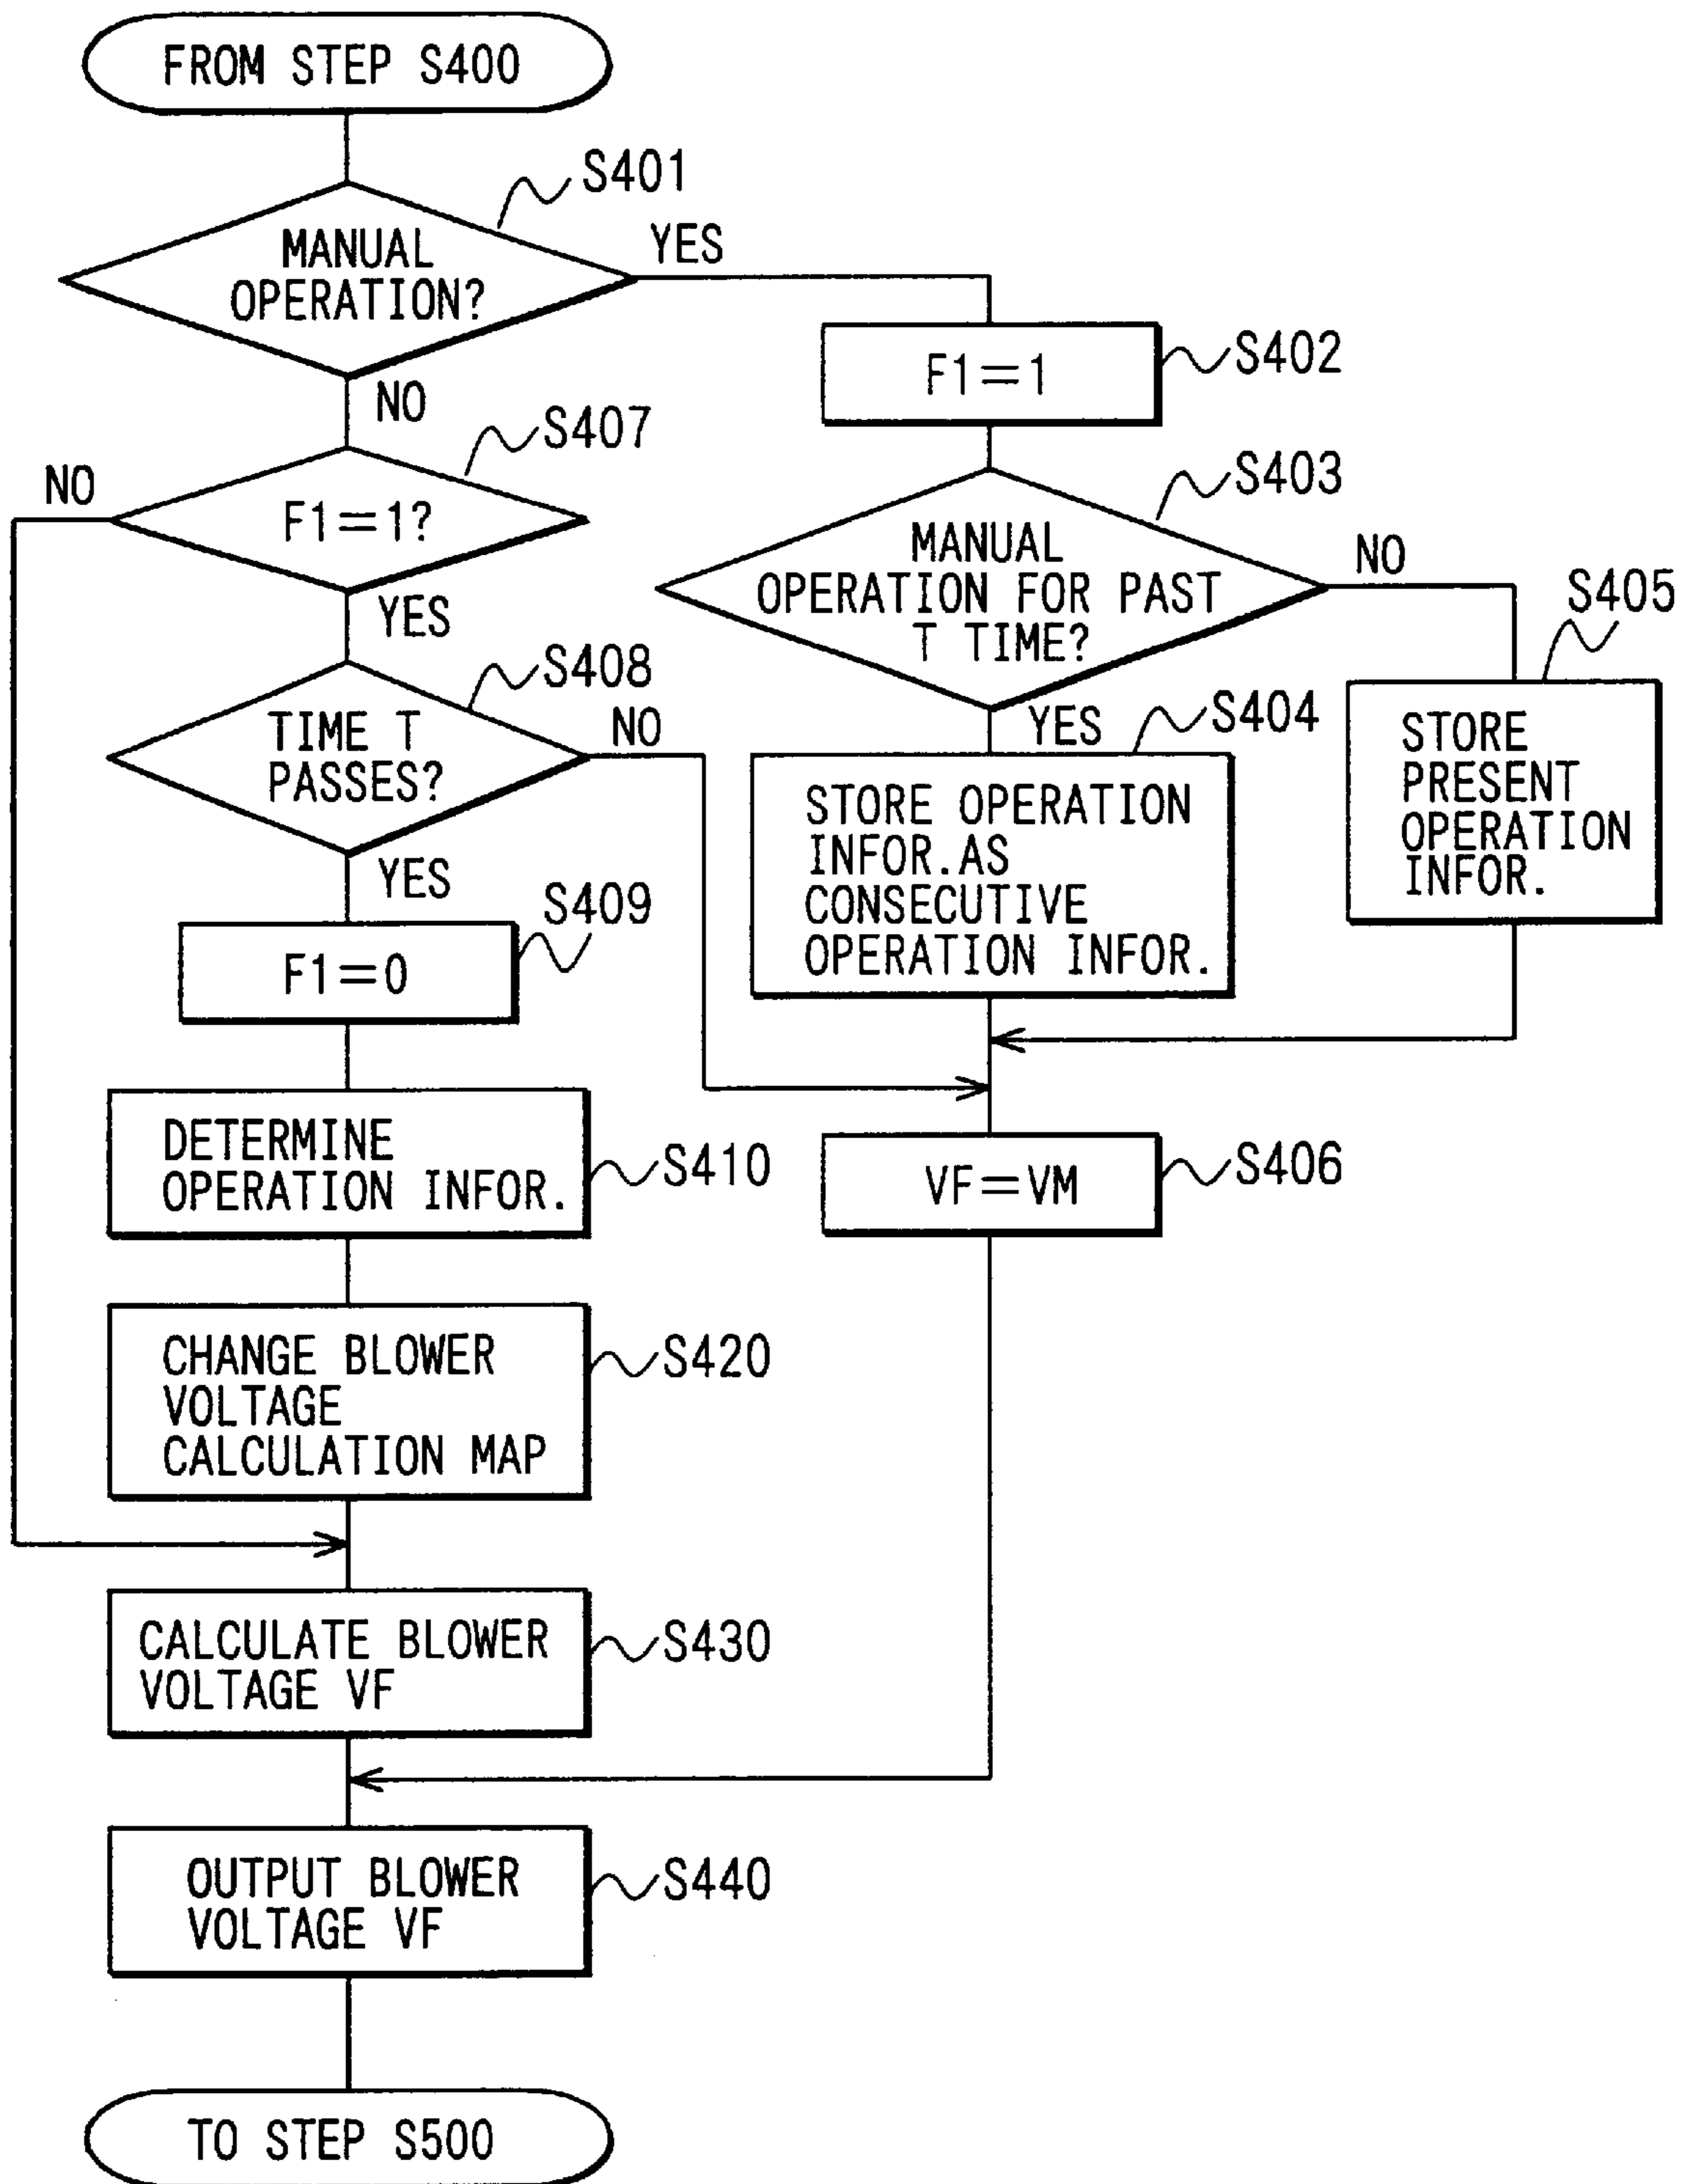 FROM STEP S400
S401
MANUAL
OPERATION?
YES
NO
F1=1
S402
S407
NO
F1=1?
YES
S403
MANUAL
OPERATION FOR PAST
T TIME?
NO
YES
S405
STORE
PRESENT
OPERATION
INFOR.
S404
STORE OPERATION
INFOR.AS
CONSECUTIVE
OPERATION INFOR.
S408
TIME T
PASSES?
NO
YES
S409
F1=0
DETERMINE
OPERATION INFOR.
S410
VF=VM
S406
CHANGE BLOWER
VOLTAGE
CALCULATION MAP
S420
CALCULATE BLOWER
VOLTAGE VF
S430
OUTPUT BLOWER
VOLTAGE VF
S440
TO STEP S500